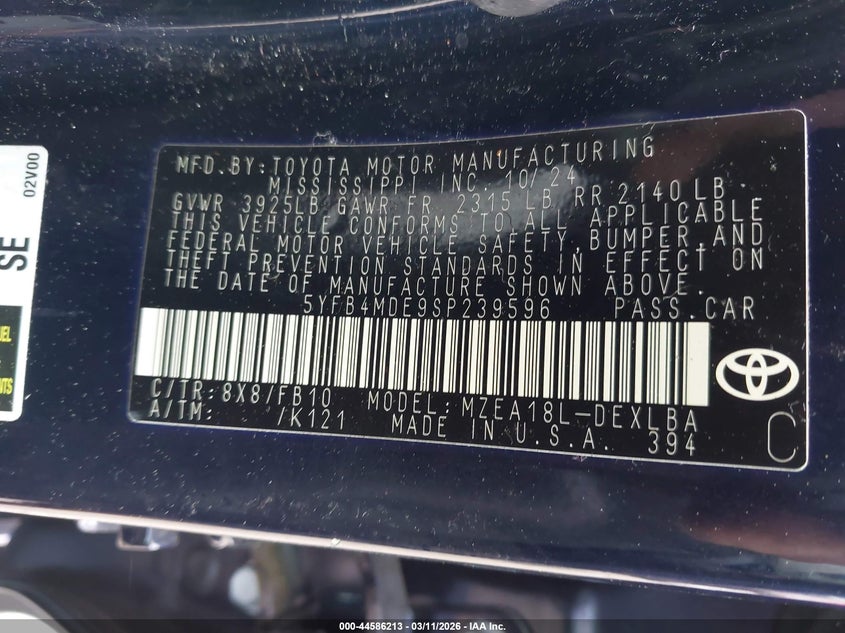 02V00
SE
UEL
NTS
MFD.BY:TOYOTA MOTOR MANUFACTURING
MISSISSIPPI INC. 10/24
GVWR 3925LB GAWR FR 2315 LB RR 2140 LB
THIS VEHICLE CONFORMS TO ALL APPLICABLE
FEDERAL MOTOR VEHICLE SAFETY,BUMPER,AND
THEFT PREVENTION STANDARDS IN EFFECT ON
THE DATE OF MANUFACTURE SHOWN ABOVE.
5YFB4MDE9SP239596 PASS.CAR
C/TR:8X8/FB10 MODEL:MZEA18L-DEXLBA
A/TM: /K121 MADE IN U.S.A. 394
C
000-44586213 - 03/11/2026 - IAA Inc.